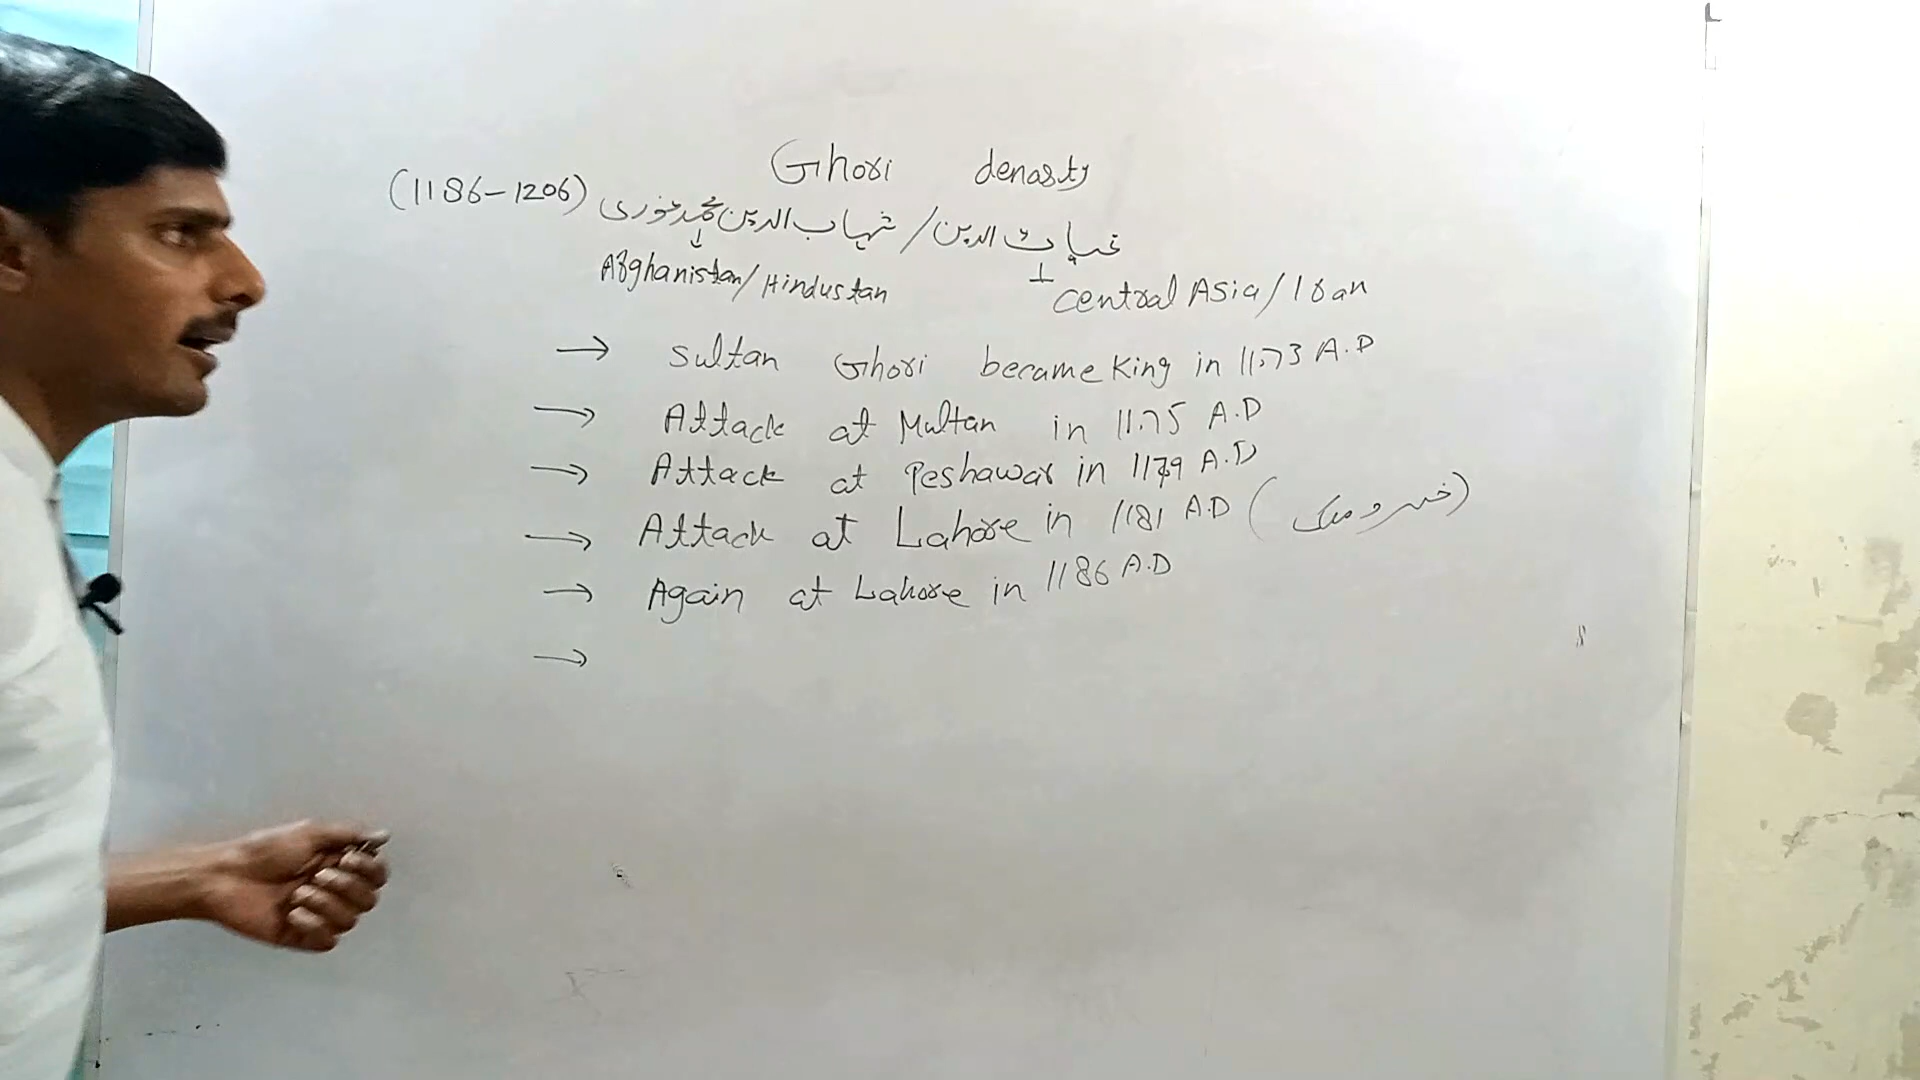 Ghori denasty
(1186-1206) غیاث الدین / شہاب الدین محمد غوری
Afghanistan/Hindustan
Central Asia/Iran
→ Sultan Ghori became King in 1173 A.D
→ Attack at Multan in 1175 A.D
→ Attack at Peshawar in 1179 A.D
→ Attack at Lahore in 1181 A.D (خسرو ملک)
→ Again at Lahore in 1186 A.D
→